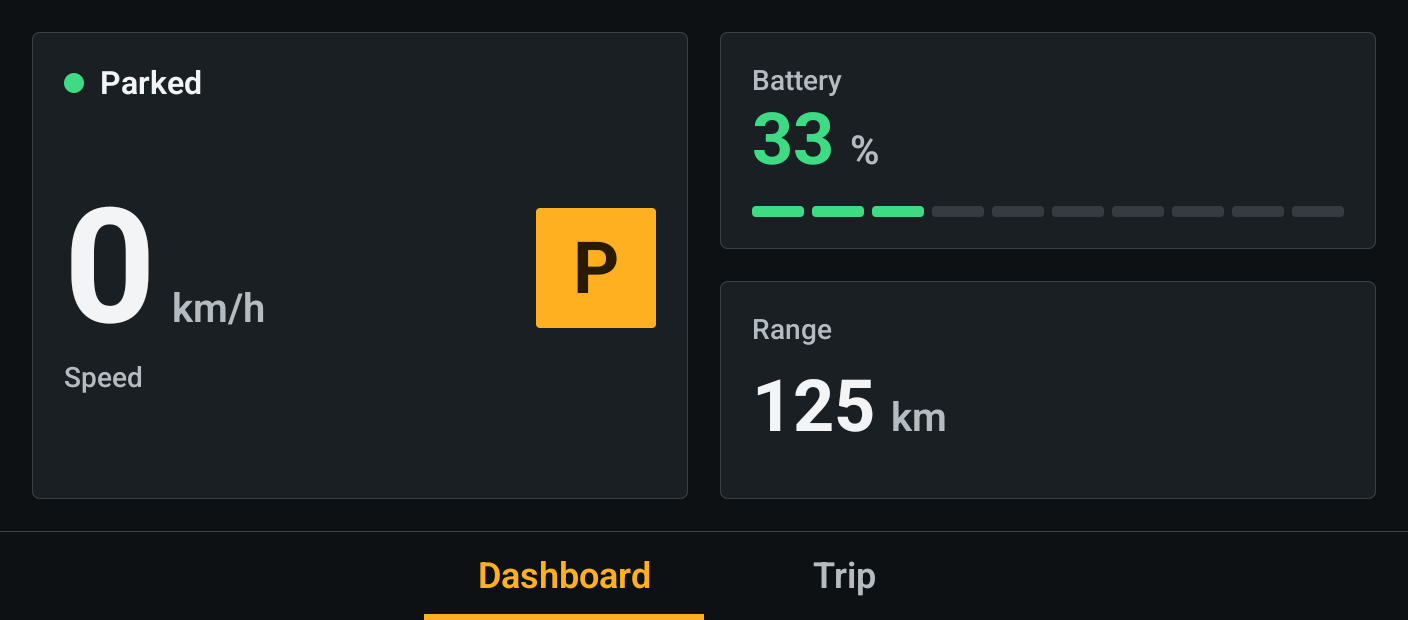 Parked
0 km/h
P
Speed
Battery
33 %
Range
125 km
Dashboard
Trip